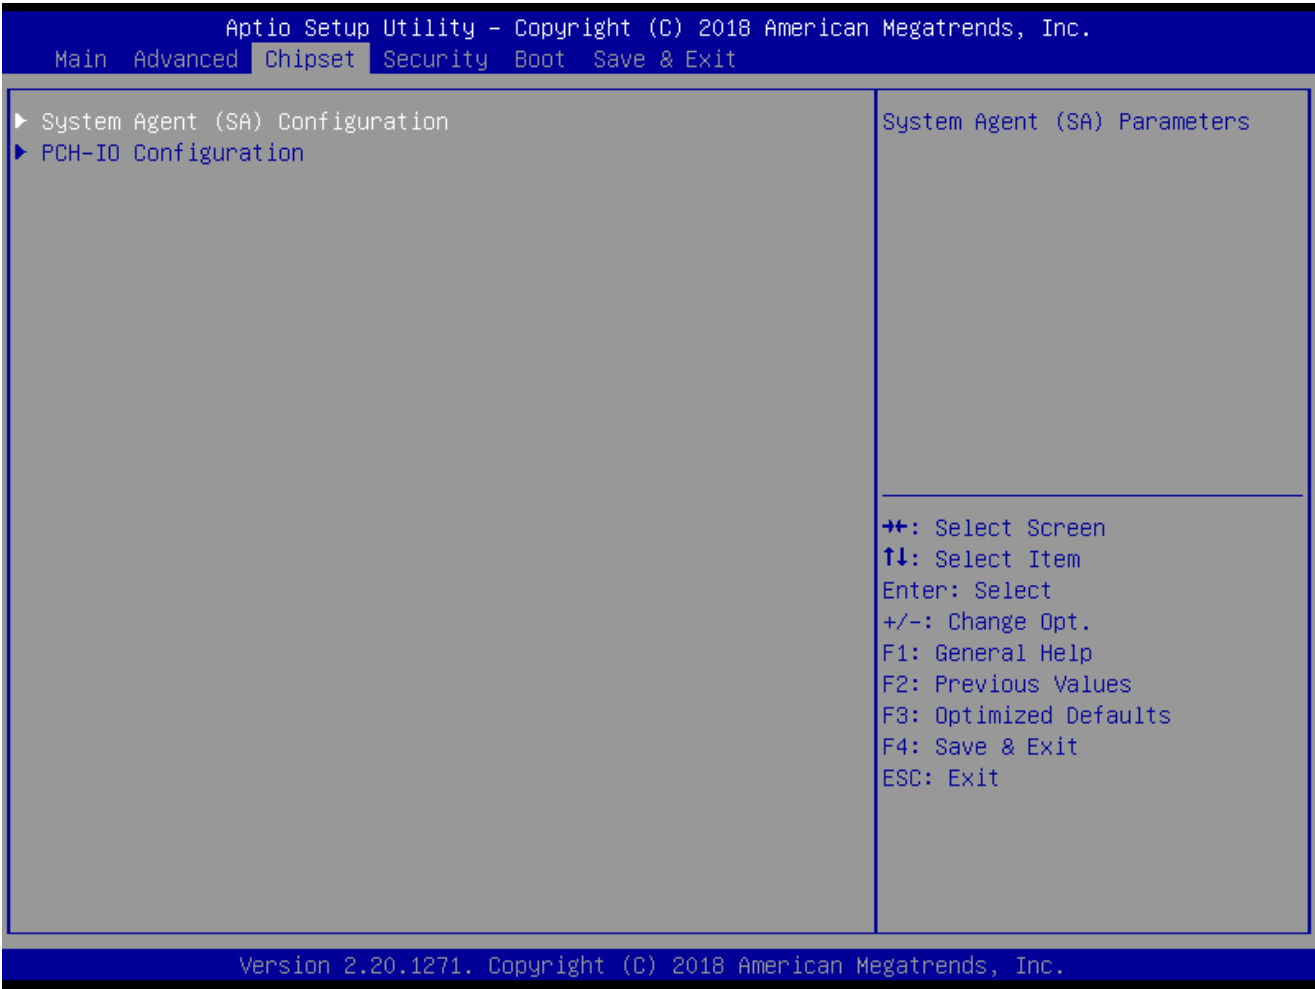 Aptio Setup Utility – Copyright (C) 2018 American Megatrends, Inc.
Main Advanced Chipset Security Boot Save & Exit
▶ System Agent (SA) Configuration
▶ PCH-IO Configuration
System Agent (SA) Parameters
→←: Select Screen
↑↓: Select Item
Enter: Select
+/-: Change Opt.
F1: General Help
F2: Previous Values
F3: Optimized Defaults
F4: Save & Exit
ESC: Exit
Version 2.20.1271. Copyright (C) 2018 American Megatrends, Inc.